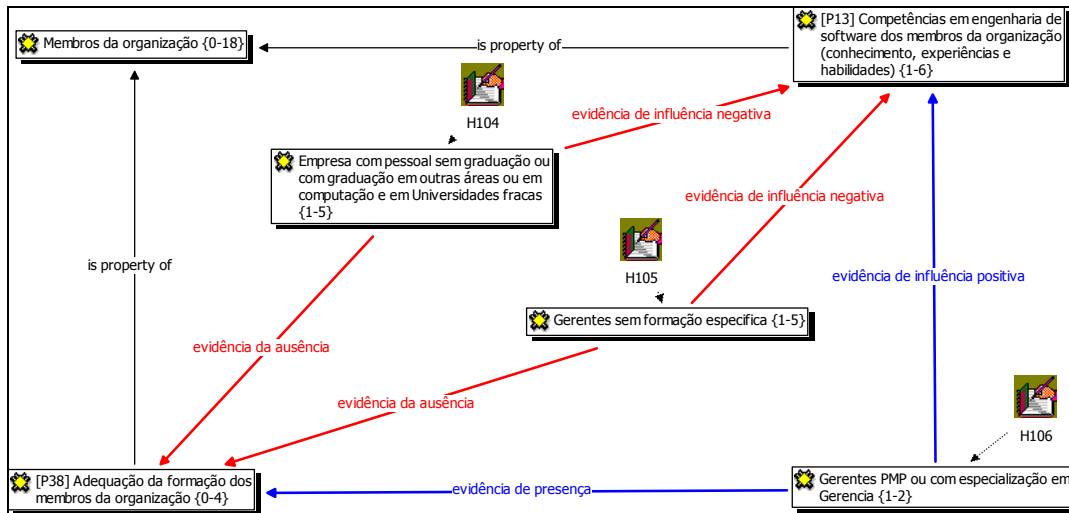 [P13] Competências em engenharia de
software dos membros da organização
(conhecimento, experiências e
habilidades) {1-6}
Membros da organização {0-18}
is property of
H104
evidência de influência negativa
Empresa com pessoal sem graduação ou
com graduação em outras áreas ou em
computação e em Universidades fracas
{1-5}
evidência de influência negativa
is property of
H105
evidência de influência positiva
Gerentes sem formação especifica {1-5}
evidência da ausência
evidência da ausência
H106
[P38] Adequação da formação dos
membros da organização {0-4}
evidência de presença
Gerentes PMP ou com especialização em
Gerencia {1-2}